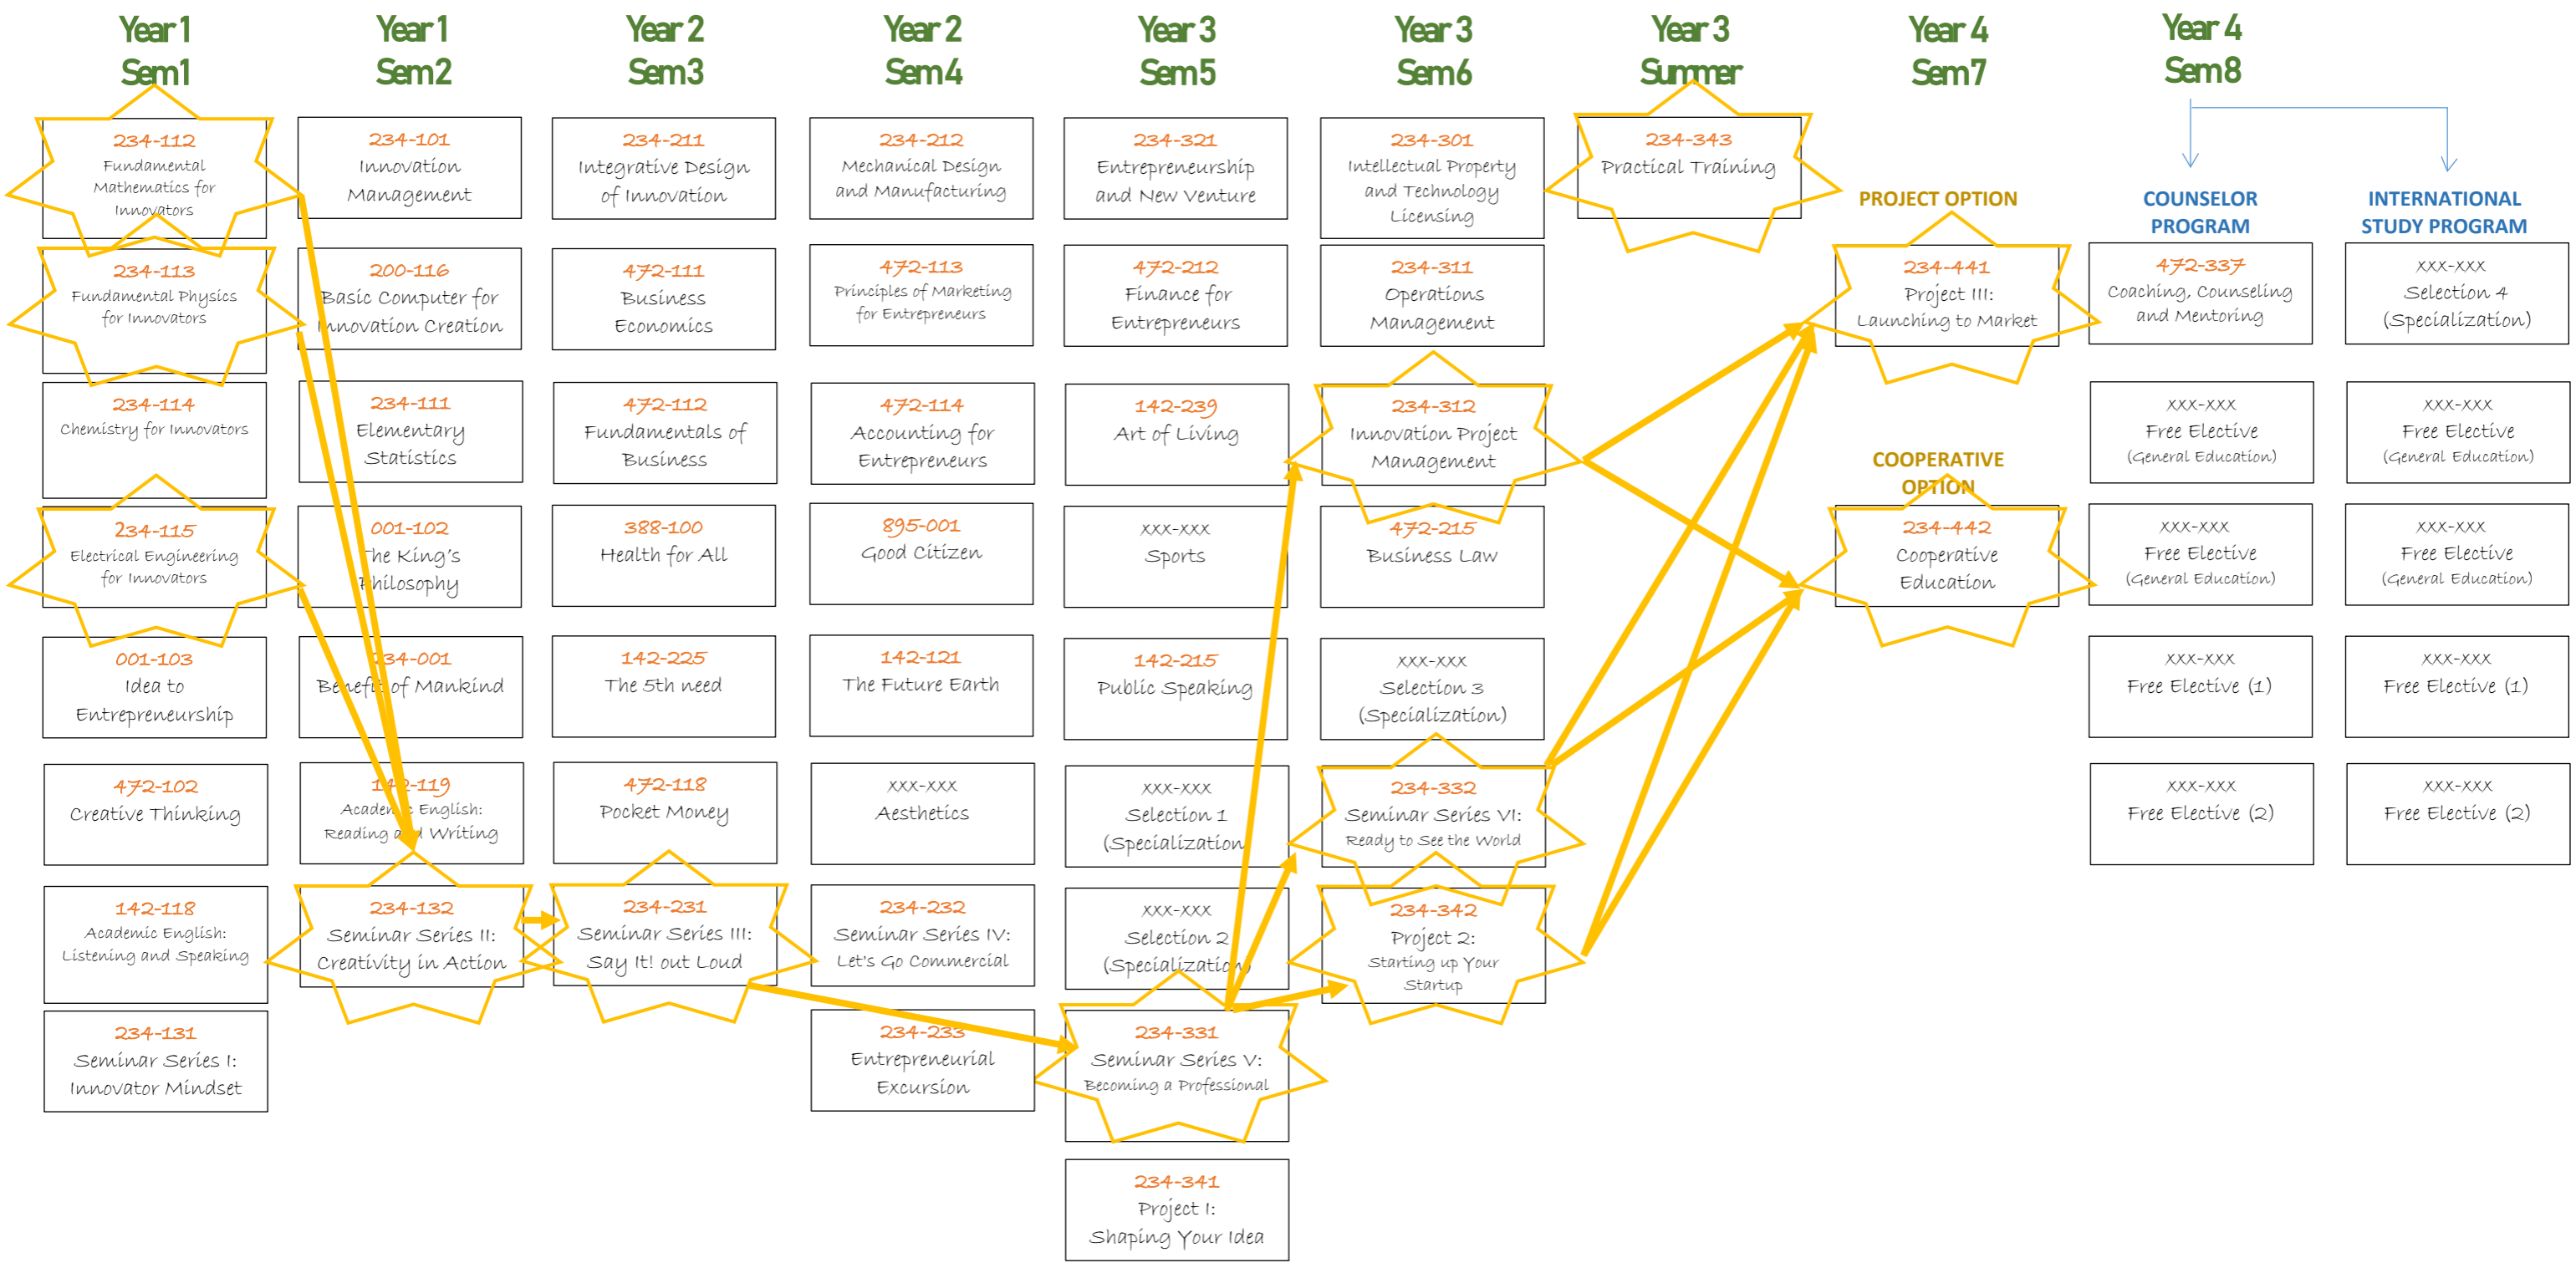 Year 1
Sem1
234-112
Fundamental
Mathematics for
Innovators
234-113
Fundamental Physics
for Innovators
234-114
Chemistry for Innovators
234-115
Electrical Engineering
for Innovators
001-103
Idea to
Entrepreneurship
472-102
Creative Thinking
142-118
Academic English:
Listening and Speaking
234-131
Seminar Series I:
Innovator Mindset
Year 1
Sem2
234-101
Innovation
Management
200-116
Basic Computer for
Innovation Creation
234-111
Elementary
Statistics
001-102
The King's
Philosophy
234-001
Benefit of Mankind
142-119
Academic English:
Reading and Writing
234-132
Seminar Series II:
Creativity in Action
Year 2
Sem3
234-211
Integrative Design
of Innovation
472-111
Business
Economics
472-112
Fundamentals of
Business
388-100
Health for All
142-225
The 5th need
472-118
Pocket Money
234-231
Seminar Series III:
Say It! out Loud
Year 2
Sem4
234-212
Mechanical Design
and Manufacturing
472-113
Principles of Marketing
for Entrepreneurs
472-114
Accounting for
Entrepreneurs
895-001
Good Citizen
142-121
The Future Earth
xxx-xxx
Aesthetics
234-232
Seminar Series IV:
Let's Go Commercial
234-233
Entrepreneurial
Excursion
Year 3
Sem5
234-321
Entrepreneurship
and New Venture
472-212
Finance for
Entrepreneurs
142-239
Art of Living
xxx-xxx
Sports
142-215
Public Speaking
xxx-xxx
Selection 1
(Specialization
xxx-xxx
Selection 2
(Specialization)
234-331
Seminar Series V:
Becoming a Professional
234-341
Project I:
Shaping Your Idea
Year 3
Sem6
234-301
Intellectual Property
and Technology
Licensing
234-311
Operations
Management
234-312
Innovation Project
Management
472-215
Business Law
xxx-xxx
Selection 3
(Specialization)
234-332
Seminar Series VI:
Ready to See the World
234-342
Project 2:
Starting up Your
Startup
Year 3
Summer
234-343
Practical Training
Year 4
Sem7
PROJECT OPTION
234-441
Project III:
Launching to Market
COOPERATIVE
OPTION
234-442
Cooperative
Education
Year 4
Sem8
COUNSELOR
PROGRAM
472-337
Coaching, Counseling
and Mentoring
xxx-xxx
Free Elective
(General Education)
xxx-xxx
Free Elective
(General Education)
xxx-xxx
Free Elective (1)
xxx-xxx
Free Elective (2)
INTERNATIONAL
STUDY PROGRAM
xxx-xxx
Selection 4
(Specialization)
xxx-xxx
Free Elective
(General Education)
xxx-xxx
Free Elective
(General Education)
xxx-xxx
Free Elective (1)
xxx-xxx
Free Elective (2)